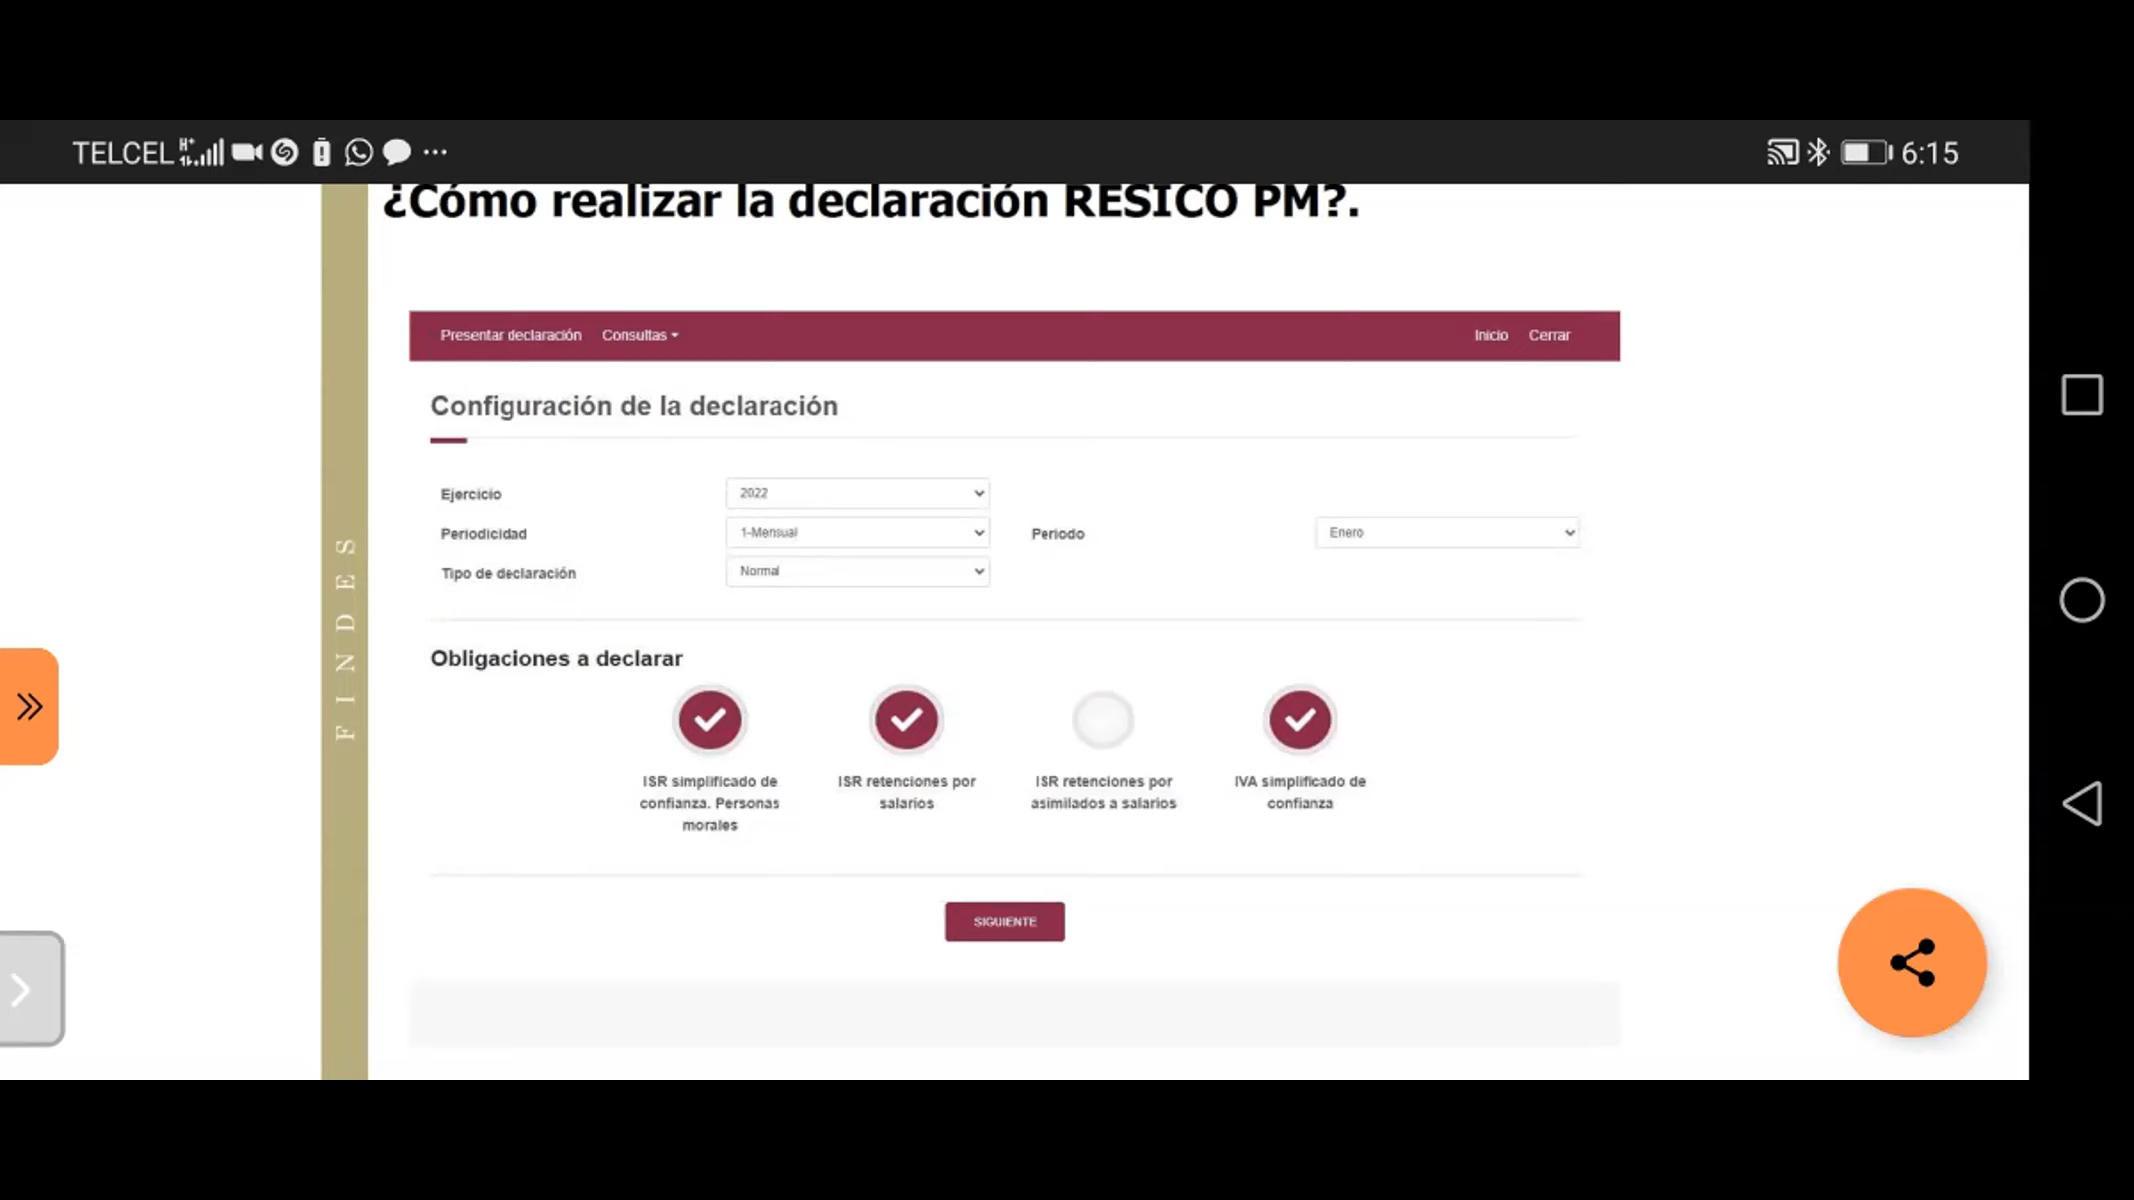 TELCEL
6:15
¿Cómo realizar la declaración RESICO PM?.
Presentar declaración Consultas Inicio Cerrar
Configuración de la declaración
Ejercicio 2022
Periodicidad 1-Mensual Periodo Enero
Tipo de declaración Normal
FINDES
Obligaciones a declarar
ISR simplificado de
confianza. Personas
morales
ISR retenciones por
salarios
ISR retenciones por
asimilados a salarios
IVA simplificado de
confianza
SIGUIENTE